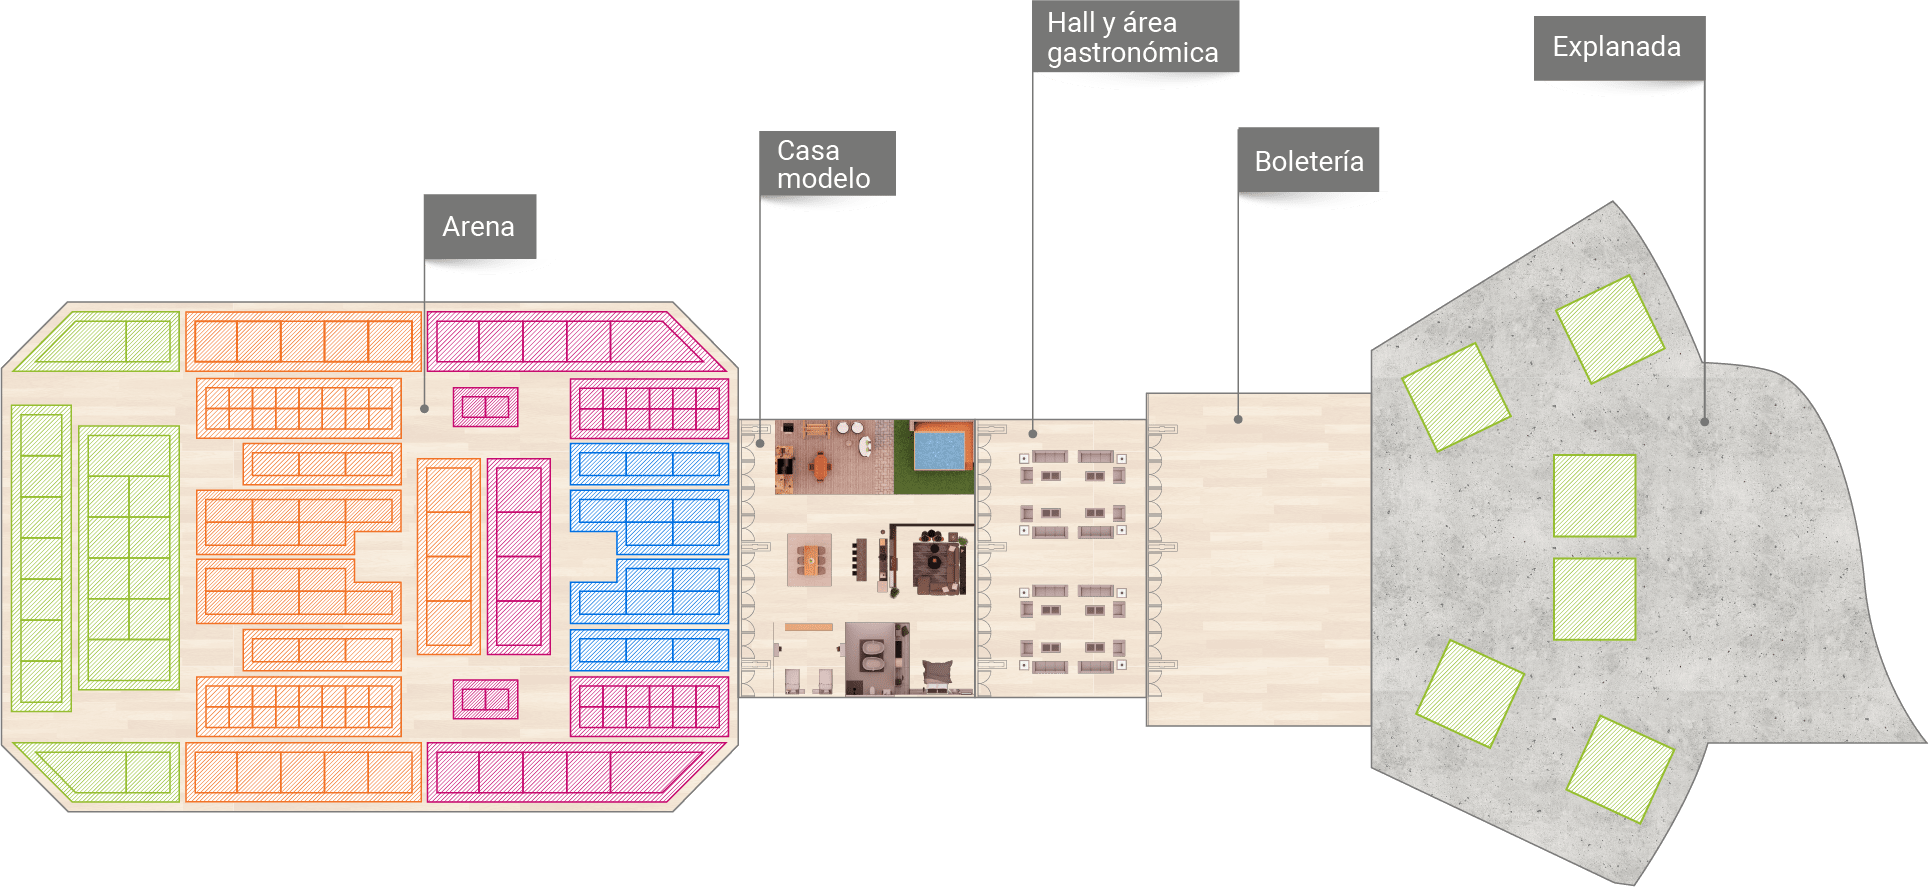 Hall y área
gastronómica
Explanada
Casa
modelo
Boletería
Arena